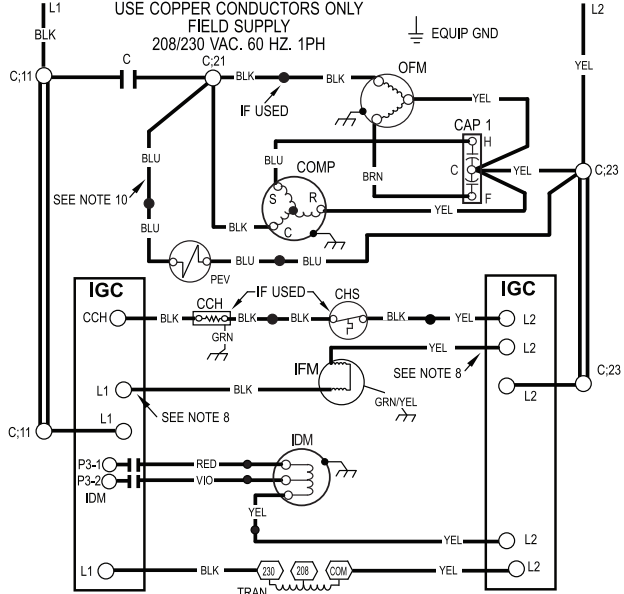 USE COPPER CONDUCTORS ONLY
FIELD SUPPLY
208/230 VAC. 60 HZ. 1PH
L1
L2
BLK
EQUIP GND
C
C;21
C;11
BLK
BLK
OFM
YEL
IF USED
YEL
CAP 1
H
BLU
BLU
COMP
BRN
C
YEL
C;23
SEE NOTE 10
S
R
F
YEL
BLU
BLK
C
BLU
BLU
PEV
IGC
IGC
CCH
IF USED
CHS
CCH
BLK
BLK
BLK
BLK
YEL
L2
GRN
YEL
L2
IFM
SEE NOTE 8
C;23
L1
BLK
L2
SEE NOTE 8
GRN/YEL
L1
C;11
IDM
P3-1
RED
P3-2
VIO
IDM
YEL
YEL
L2
L1
BLK
230
208
COM
YEL
L2
TRAN